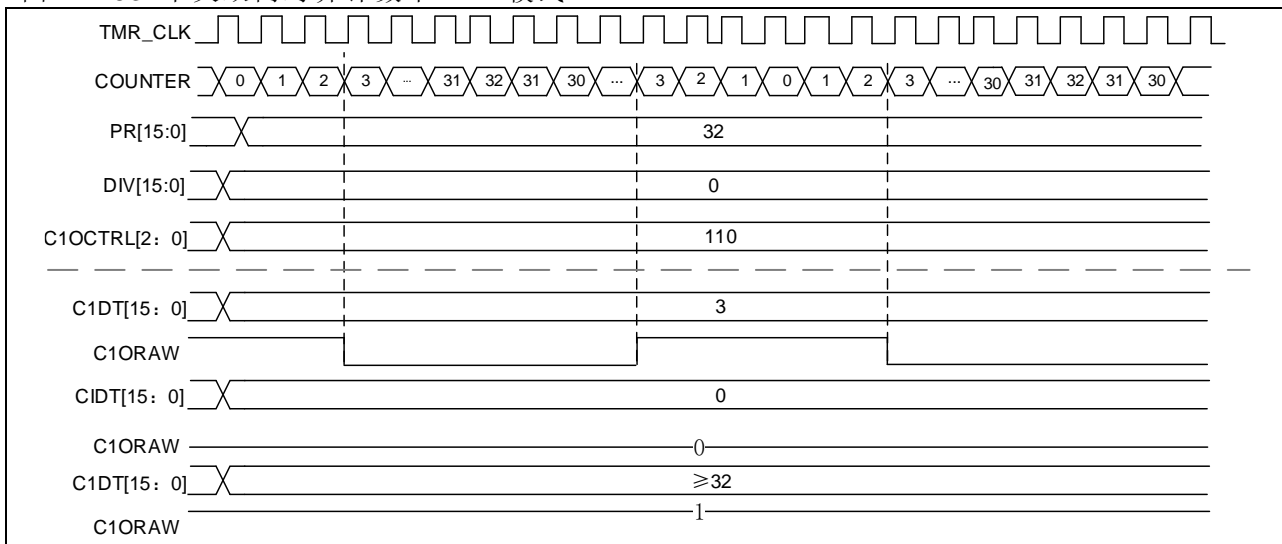 TMR_CLK
COUNTER 0 1 2 3 ... 31 32 31 30 ... 3 2 1 0 1 2 3 ... 30 31 32 31 30
PR[15:0] 32
DIV[15:0] 0
C1OCTRL[2：0] 110
C1DT[15：0] 3
C1ORAW
CIDT[15：0] 0
C1ORAW 0
C1DT[15：0] ≥32
C1ORAW 1